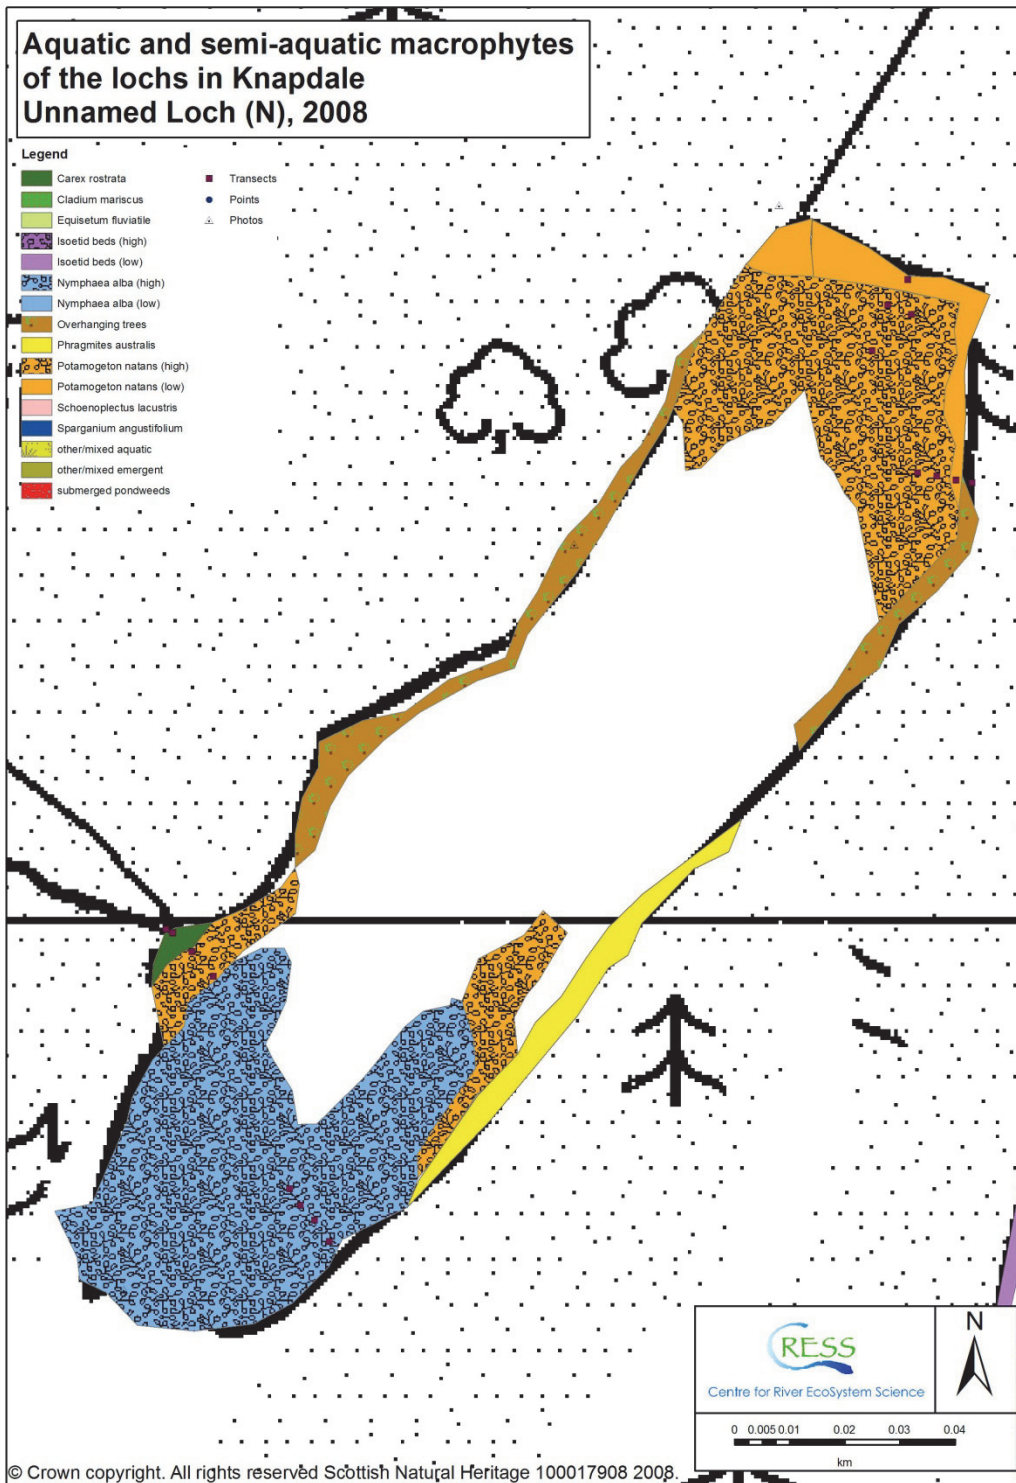 Aquatic and semi-aquatic macrophytes
of the lochs in Knapdale
Unnamed Loch (N), 2008
Legend
Carex rostrata
Cladium mariscus
Equisetum fluviatile
Isoetid beds (high)
Isoetid beds (low)
Nymphaea alba (high)
Nymphaea alba (low)
Overhanging trees
Phragmites australis
Potamogeton natans (high)
Potamogeton natans (low)
Schoenoplectus lacustris
Sparganium angustifolium
other/mixed aquatic
other/mixed emergent
submerged pondweeds
Transects
Points
Photos
CRESS
Centre for River EcoSystem Science
N
0 0.005 0.01 0.02 0.03 0.04
km
© Crown copyright. All rights reserved Scottish Natural Heritage 100017908 2008.